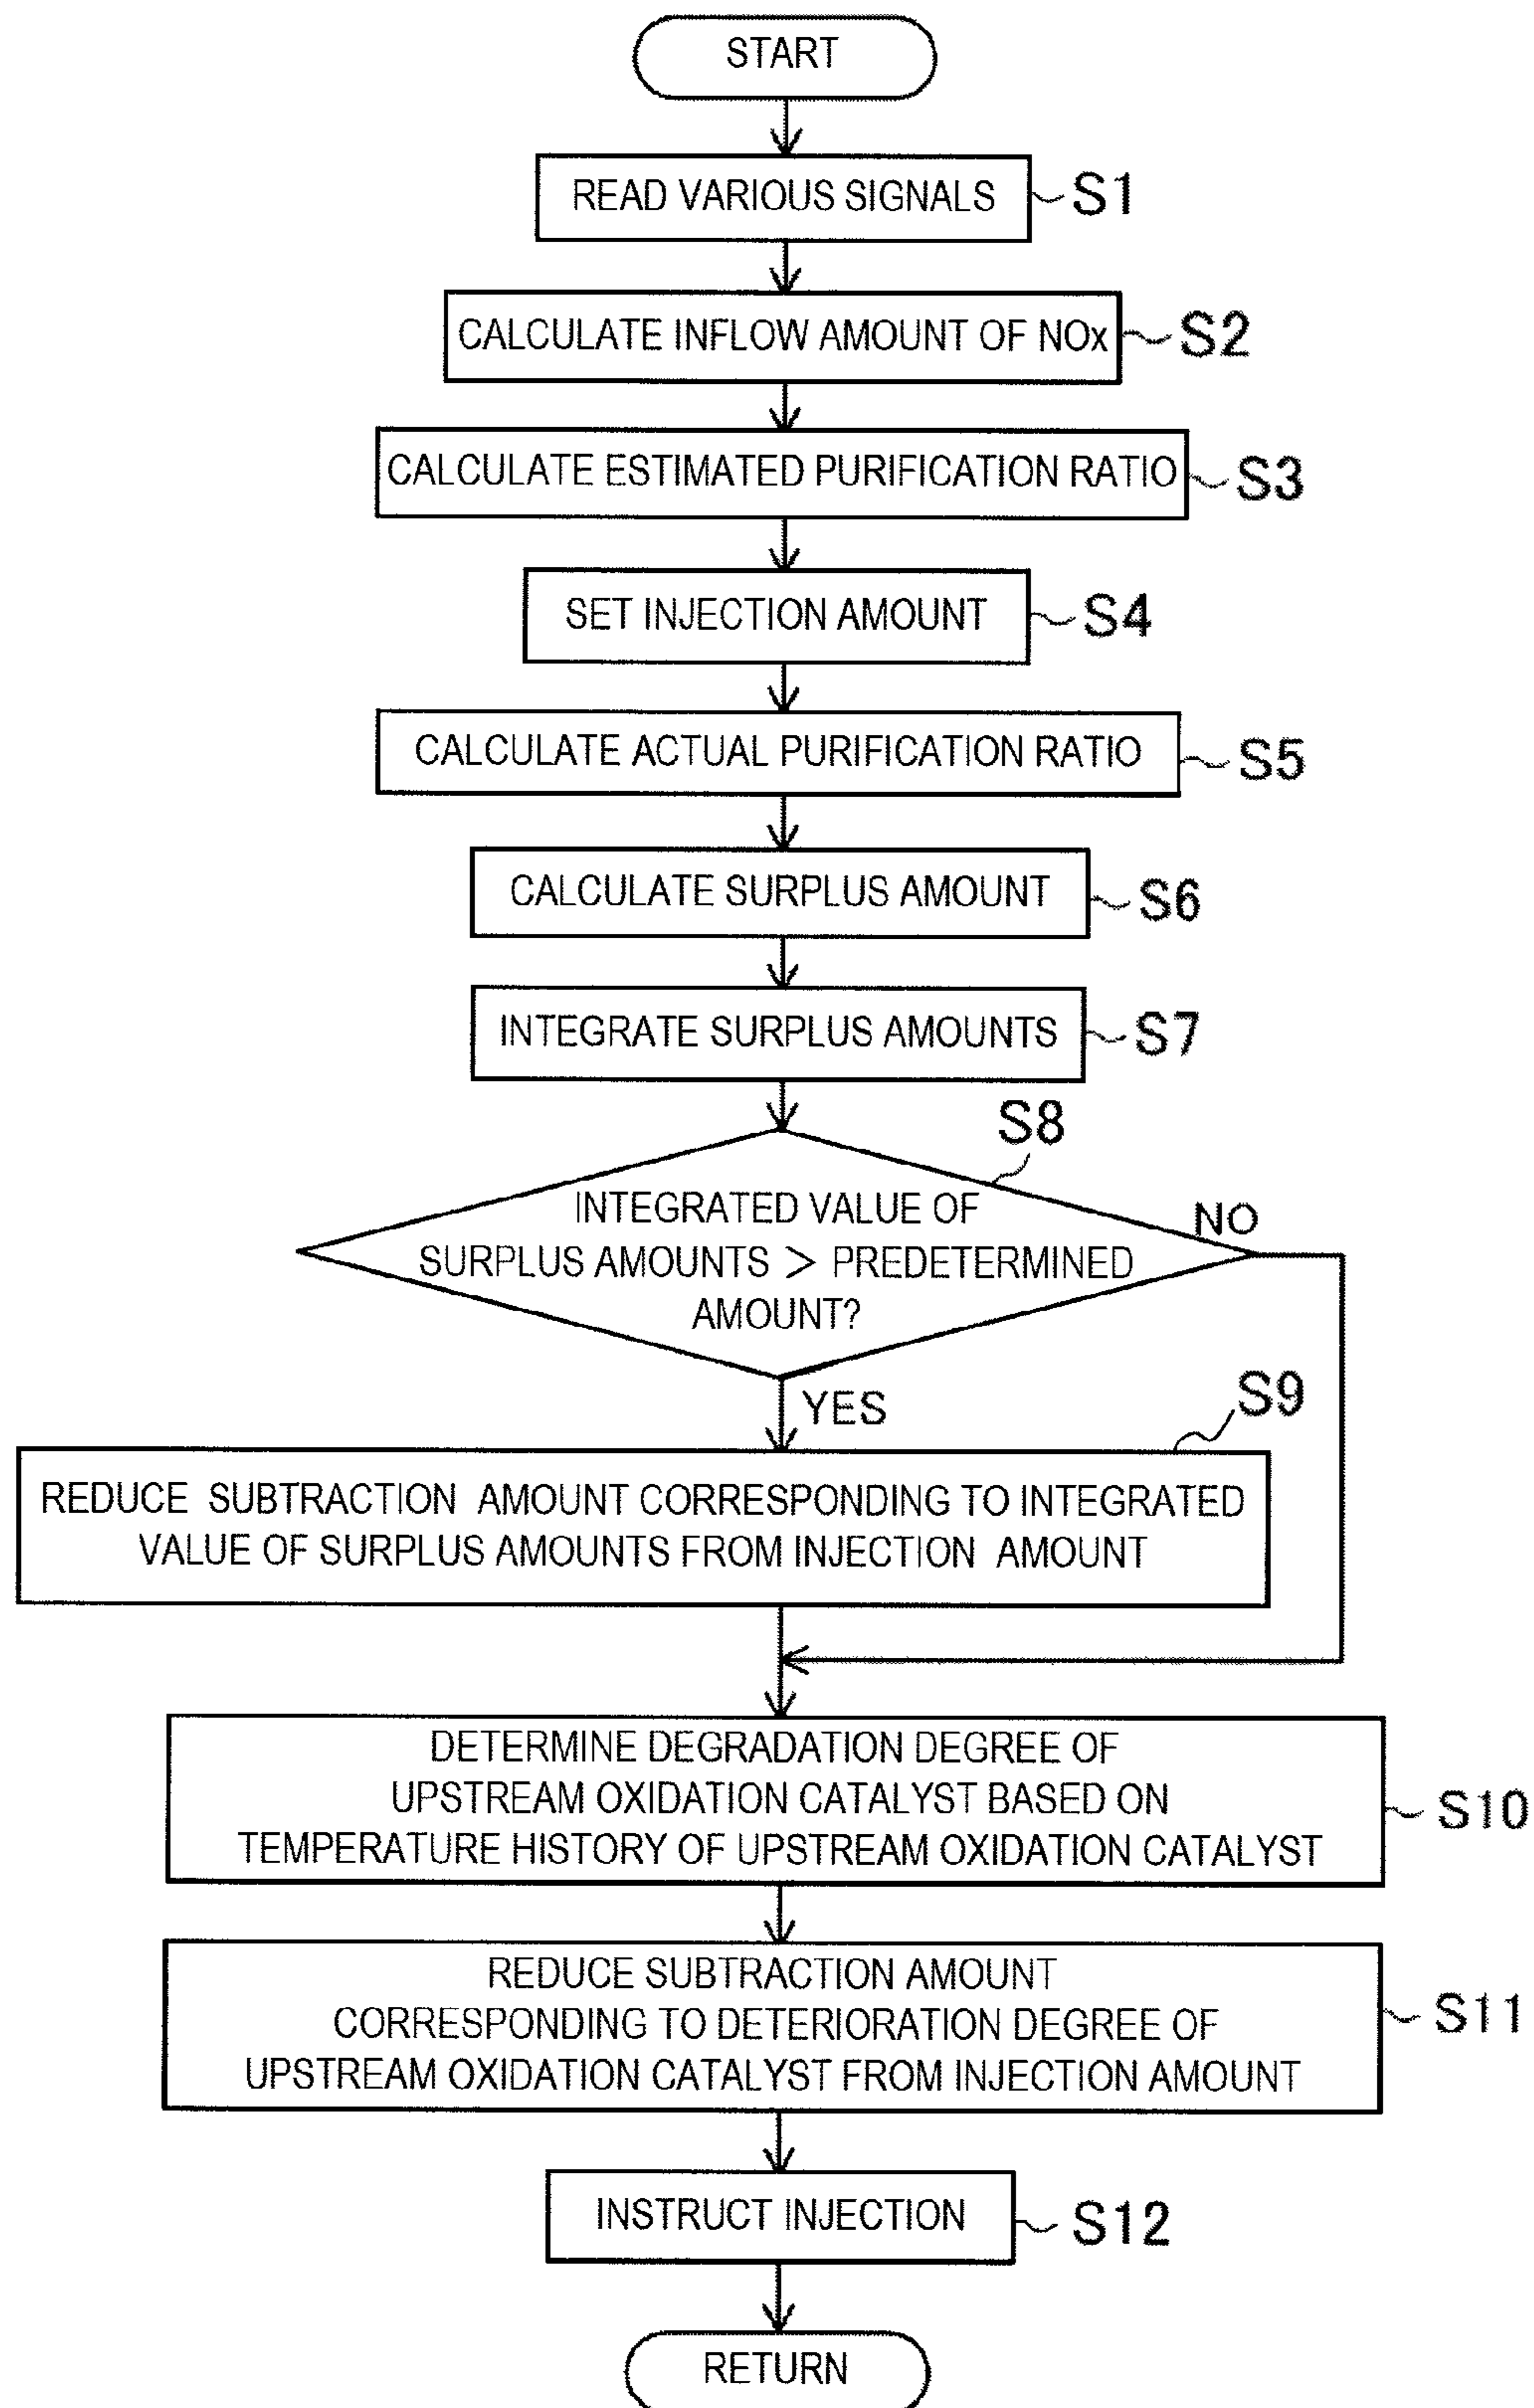 START
READ VARIOUS SIGNALS
S1
CALCULATE INFLOW AMOUNT OF NOx
S2
CALCULATE ESTIMATED PURIFICATION RATIO
S3
SET INJECTION AMOUNT
S4
CALCULATE ACTUAL PURIFICATION RATIO
S5
CALCULATE SURPLUS AMOUNT
S6
INTEGRATE SURPLUS AMOUNTS
S7
S8
INTEGRATED VALUE OF
SURPLUS AMOUNTS > PREDETERMINED
AMOUNT?
NO
YES
S9
REDUCE SUBTRACTION AMOUNT CORRESPONDING TO INTEGRATED
VALUE OF SURPLUS AMOUNTS FROM INJECTION AMOUNT
DETERMINE DEGRADATION DEGREE OF
UPSTREAM OXIDATION CATALYST BASED ON
TEMPERATURE HISTORY OF UPSTREAM OXIDATION CATALYST
S10
REDUCE SUBTRACTION AMOUNT
CORRESPONDING TO DETERIORATION DEGREE OF
UPSTREAM OXIDATION CATALYST FROM INJECTION AMOUNT
S11
INSTRUCT INJECTION
S12
RETURN